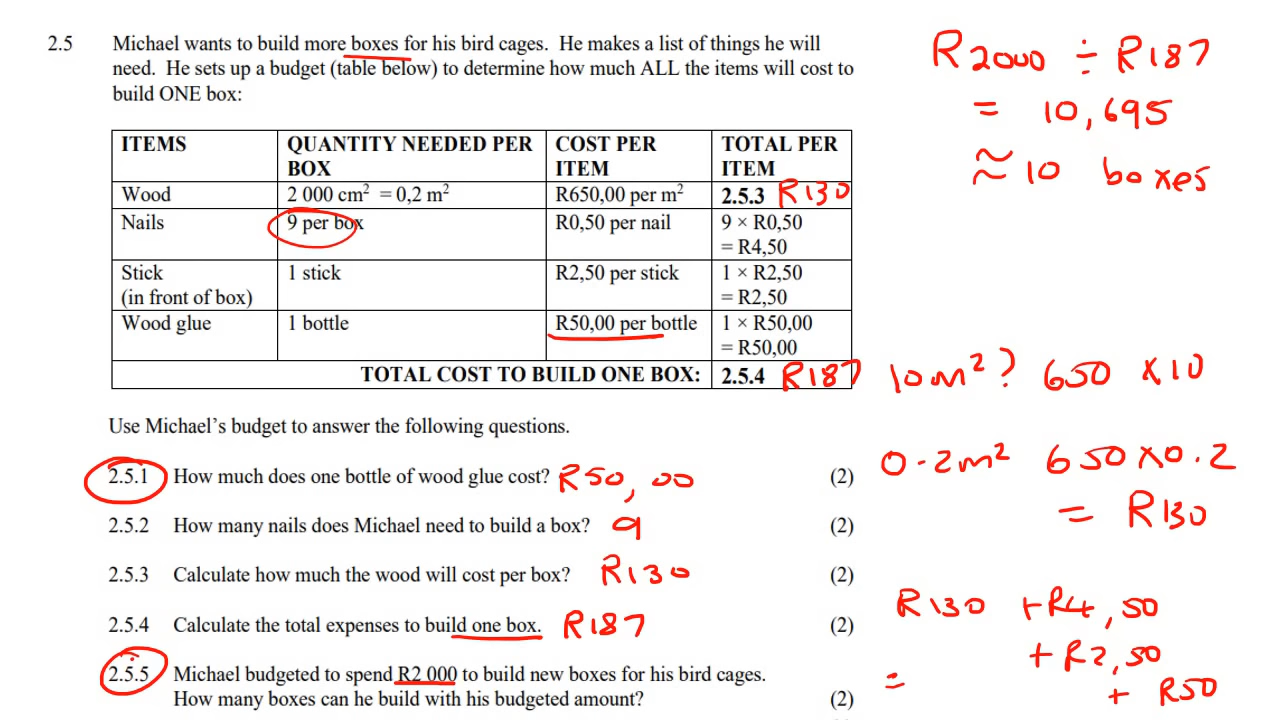 2.5 Michael wants to build more boxes for his bird cages. He makes a list of things he will
need. He sets up a budget (table below) to determine how much ALL the items will cost to
build ONE box:
R2000 ÷ R187
= 10,695
≈ 10 boxes
ITEMS QUANTITY NEEDED PER BOX COST PER ITEM TOTAL PER ITEM
Wood 2 000 cm² = 0,2 m² R650,00 per m² 2.5.3 R130
Nails 9 per box R0,50 per nail 9 × R0,50
= R4,50
Stick 1 stick R2,50 per stick 1 × R2,50
(in front of box) = R2,50
Wood glue 1 bottle R50,00 per bottle 1 × R50,00
= R50,00
TOTAL COST TO BUILD ONE BOX: 2.5.4 R187
10m²? 650 × 10
0.2m² 650×0.2
= R130
Use Michael's budget to answer the following questions.
2.5.1 How much does one bottle of wood glue cost? R50,00 (2)
2.5.2 How many nails does Michael need to build a box? 9 (2)
2.5.3 Calculate how much the wood will cost per box? R130 (2)
2.5.4 Calculate the total expenses to build one box. R187 (2)
2.5.5 Michael budgeted to spend R2 000 to build new boxes for his bird cages.
How many boxes can he build with his budgeted amount? (2)
R130 +R4,50
+R2,50
= + R50